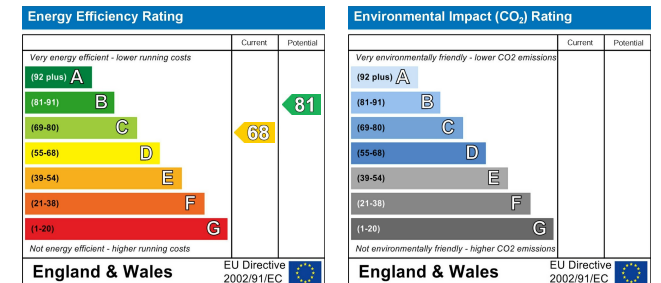 Energy Efficiency Rating
Current Potential
Very energy efficient - lower running costs
(92 plus) A
(81-91) B
(69-80) C
(55-68) D
(39-54) E
(21-38) F
(1-20) G
68
81
Not energy efficient - higher running costs
England & Wales
EU Directive
2002/91/EC
Environmental Impact (CO₂) Rating
Current Potential
Very environmentally friendly - lower CO2 emissions
(92 plus) A
(81-91) B
(69-80) C
(55-68) D
(39-54) E
(21-38) F
(1-20) G
Not environmentally friendly - higher CO2 emissions
England & Wales
EU Directive
2002/91/EC